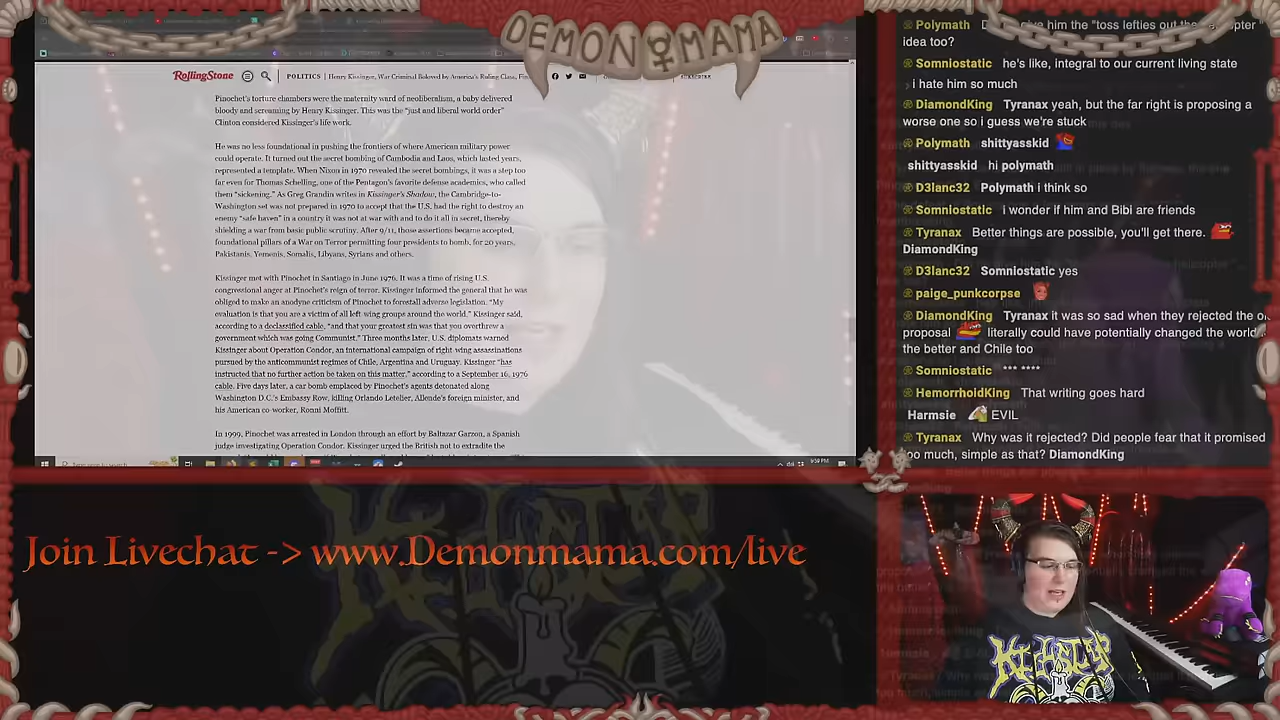 DEMON MAMA
RollingStone
POLITICS
Henry Kissinger, War Criminal Beloved by America's Ruling Class, Fin
Pinochet's torture chambers were the maternity ward of neoliberalism, a baby delivered
bloody and screaming by Henry Kissinger. This was the "just and liberal world order"
Clinton considered Kissinger's life work.
He was no less foundational in pushing the frontiers of where American military power
could operate. It turned out the secret bombing of Cambodia and Laos, which lasted years,
represented a template. When Nixon in 1970 revealed the secret bombings, it was a step too
far even for Thomas Schelling, one of the Pentagon's favorite defense academics, who called
them "sickening." As Greg Grandin writes in Kissinger's Shadow, the Cambridge-to-
Washington set was not prepared in 1970 to accept that the U.S. had the right to destroy an
enemy "safe haven" in a country it was not at war with and to do it all in secret, thereby
shielding a war from basic public scrutiny. After 9/11, those assertions became accepted,
foundational pillars of a War on Terror permitting four presidents to bomb, for 20 years,
Pakistanis, Yemenis, Somalis, Libyans, Syrians and others.
Kissinger met with Pinochet in Santiago in June 1976. It was a time of rising U.S.
congressional anger at Pinochet's reign of terror. Kissinger informed the general that he was
obliged to make an anodyne criticism of Pinochet to forestall adverse legislation. "My
evaluation is that you are a victim of all left-wing groups around the world." Kissinger said,
according to a declassified cable, "and that your greatest sin was that you overthrew a
government which was going Communist." Three months later, U.S. diplomats warned
Kissinger about Operation Condor, an international campaign of right-wing assassinations
pursued by the anticommunist regimes of Chile, Argentina and Uruguay. Kissinger "has
instructed that no further action be taken on this matter," according to a September 16, 1976
cable. Five days later, a car bomb emplaced by Pinochet's agents detonated along
Washington D.C.'s Embassy Row, killing Orlando Letelier, Allende's foreign minister, and
his American co-worker, Ronni Moffitt.
In 1999, Pinochet was arrested in London through an effort by Baltazar Garzon, a Spanish
judge investigating Operation Condor. Kissinger urged the British not to extradite the
5:59 PM
Polymath him the "toss lefties out
idea too?
Somniostatic he's like, integral to our current living state
i hate him so much
DiamondKing Tyranax yeah, but the far right is proposing a
worse one so i guess we're stuck
Polymath shittyasskid
shittyasskid hi polymath
D3lanc32 Polymath i think so
Somniostatic i wonder if him and Bibi are friends
Tyranax Better things are possible, you'll get there.
DiamondKing
D3lanc32 Somniostatic yes
paige_punkcorpse
DiamondKing Tyranax it was so sad when they rejected the
proposal literally could have potentially changed the world
the better and Chile too
Somniostatic *** ****
HemorrhoidKing That writing goes hard
Harmsie EVIL
Tyranax Why was it rejected? Did people fear that it promised
too much, simple as that? DiamondKing
Join Livechat -> www.Demonmama.com/live